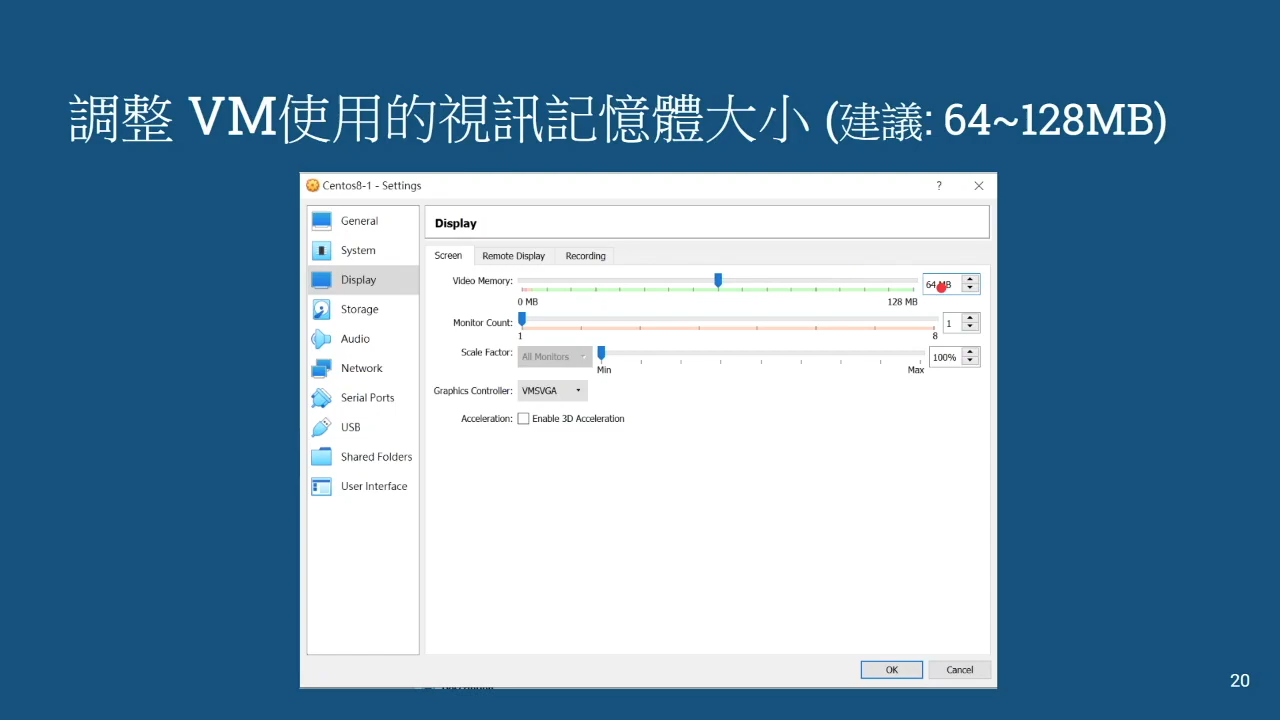 調整 VM使用的視訊記憶體大小 (建議: 64~128MB)
Centos8-1 - Settings
?
General
System
Display
Storage
Audio
Network
Serial Ports
USB
Shared Folders
User Interface
Display
Screen Remote Display Recording
Video Memory: 64 MB
0 MB 128 MB
Monitor Count: 1
1 8
Scale Factor: All Monitors 100%
Min Max
Graphics Controller: VMSVGA
Acceleration: Enable 3D Acceleration
OK Cancel
20